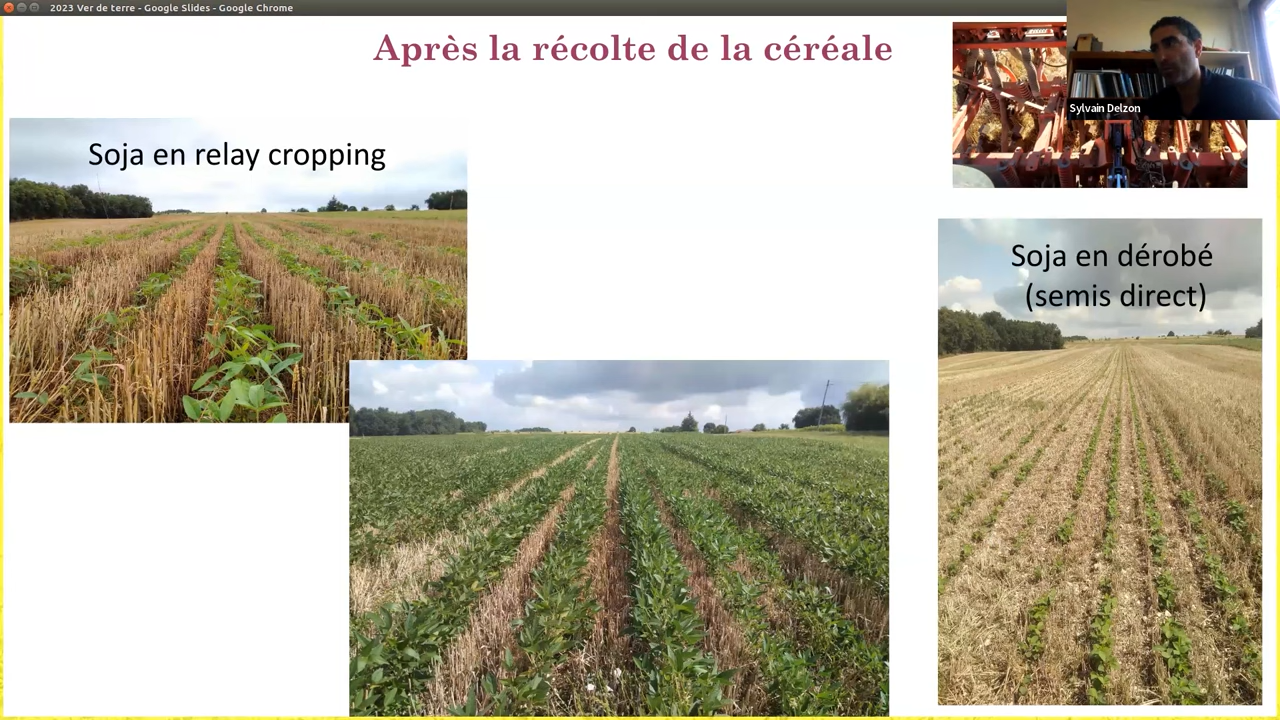 2023 Ver de terre - Google Slides - Google Chrome
Après la récolte de la céréale
Sylvain Delzon
Soja en relay cropping
Soja en dérobé
(semis direct)